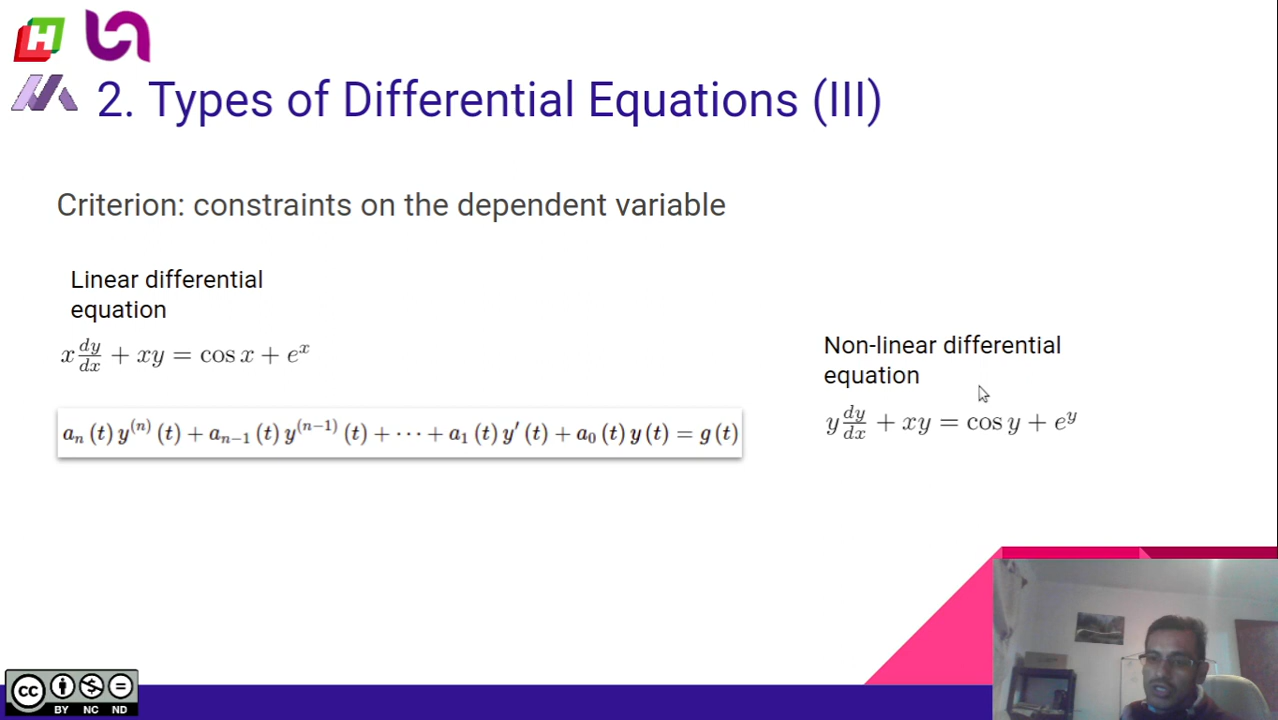 H
2. Types of Differential Equations (III)
Criterion: constraints on the dependent variable
Linear differential
equation
x dy/dx + xy = cos x + e^x
a_n (t) y^(n) (t) + a_{n−1} (t) y^(n−1) (t) + ⋯ + a_1 (t) y′ (t) + a_0 (t) y (t) = g (t)
Non-linear differential
equation
y dy/dx + xy = cos y + e^y
cc
BY NC ND